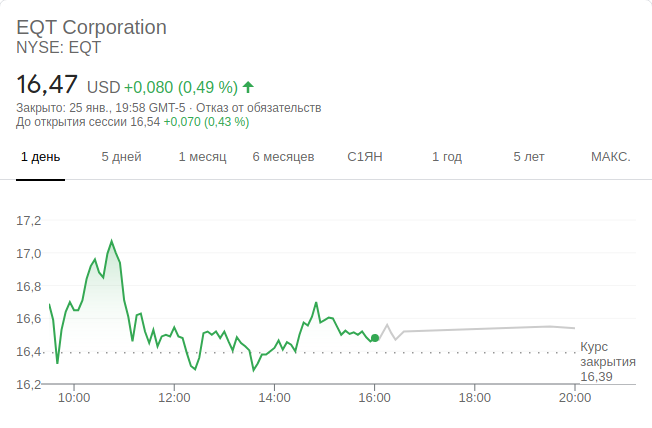 EQT Corporation
NYSE: EQT
16,47 USD +0,080 (0,49 %)
Закрыто: 25 янв., 19:58 GMT-5 · Отказ от обязательств
До открытия сессии 16,54 +0,070 (0,43 %)
1 день 5 дней 1 месяц 6 месяцев С1ЯН 1 год 5 лет МАКС.
17,2
17,0
16,8
16,6
16,4
Курс
закрытия
16,39
16,2
10:00 12:00 14:00 16:00 18:00 20:00